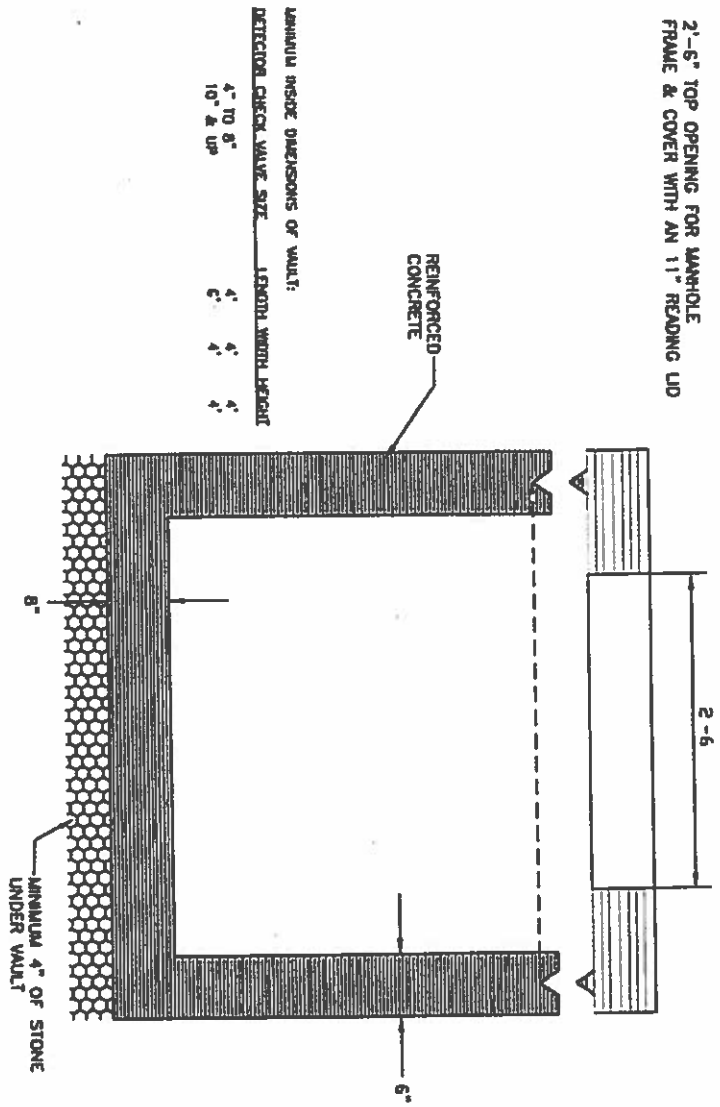 2'-6" TOP OPENING FOR MANHOLE
FRAME & COVER WITH AN 11" READING LID
2-6
REINFORCED
CONCRETE
MINIMUM INSIDE DIMENSIONS OF VAULT:
DETECTOR CHECK VALVE SIZE LENGTH WIDTH HEIGHT
4" TO 8" 4' 4' 4'
10" & UP 6' 4' 4'
8"
6"
MINIMUM 4" OF STONE
UNDER VAULT